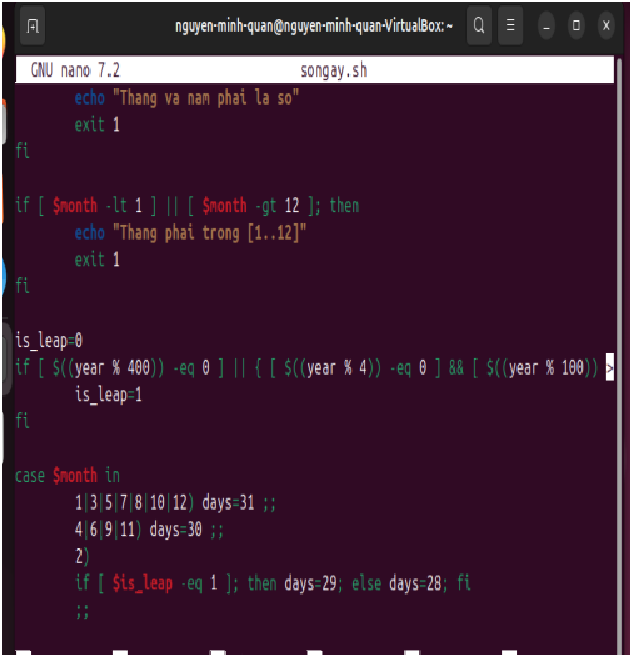 nguyen-minh-quan@nguyen-minh-quan-VirtualBox: ~
GNU nano 7.2 songay.sh
echo "Thang va nam phai la so"
exit 1
fi
if [ $month -lt 1 ] || [ $month -gt 12 ]; then
echo "Thang phai trong [1..12]"
exit 1
fi
is_leap=0
if [ $((year % 400)) -eq 0 ] || { [ $((year % 4)) -eq 0 ] && [ $((year % 100)) >
is_leap=1
fi
case $month in
1|3|5|7|8|10|12) days=31 ;;
4|6|9|11) days=30 ;;
2)
if [ $is_leap -eq 1 ]; then days=29; else days=28; fi
;;